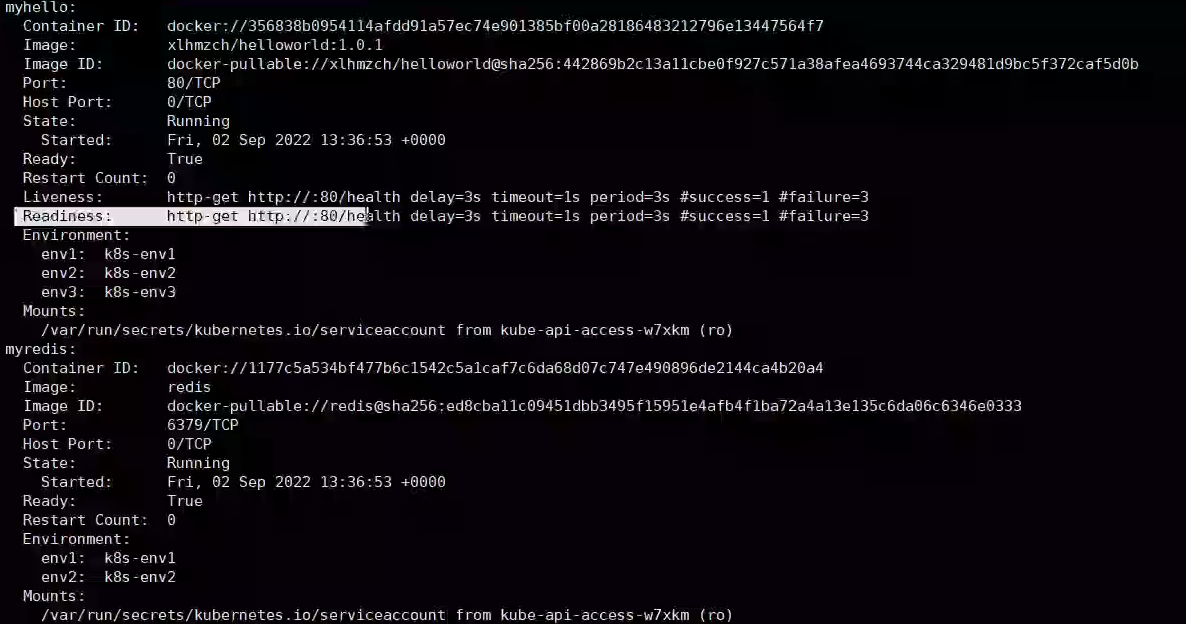 myhello:
  Container ID:   docker://356838b0954114afdd91a57ec74e901385bf00a28186483212796e13447564f7
  Image:          xlhmzch/helloworld:1.0.1
  Image ID:       docker-pullable://xlhmzch/helloworld@sha256:442869b2c13a11cbe0f927c571a38afea4693744ca329481d9bc5f372caf5d0b
  Port:           80/TCP
  Host Port:      0/TCP
  State:          Running
    Started:      Fri, 02 Sep 2022 13:36:53 +0000
  Ready:          True
  Restart Count:  0
  Liveness:       http-get http://:80/health delay=3s timeout=1s period=3s #success=1 #failure=3
  Readiness:      http-get http://:80/health delay=3s timeout=1s period=3s #success=1 #failure=3
  Environment:
    env1:  k8s-env1
    env2:  k8s-env2
    env3:  k8s-env3
  Mounts:
    /var/run/secrets/kubernetes.io/serviceaccount from kube-api-access-w7xkm (ro)
myredis:
  Container ID:   docker://1177c5a534bf477b6c1542c5a1caf7c6da68d07c747e490896de2144ca4b20a4
  Image:          redis
  Image ID:       docker-pullable://redis@sha256:ed8cba11c09451dbb3495f15951e4afb4f1ba72a4a13e135c6da06c6346e0333
  Port:           6379/TCP
  Host Port:      0/TCP
  State:          Running
    Started:      Fri, 02 Sep 2022 13:36:53 +0000
  Ready:          True
  Restart Count:  0
  Environment:
    env1:  k8s-env1
    env2:  k8s-env2
  Mounts:
    /var/run/secrets/kubernetes.io/serviceaccount from kube-api-access-w7xkm (ro)